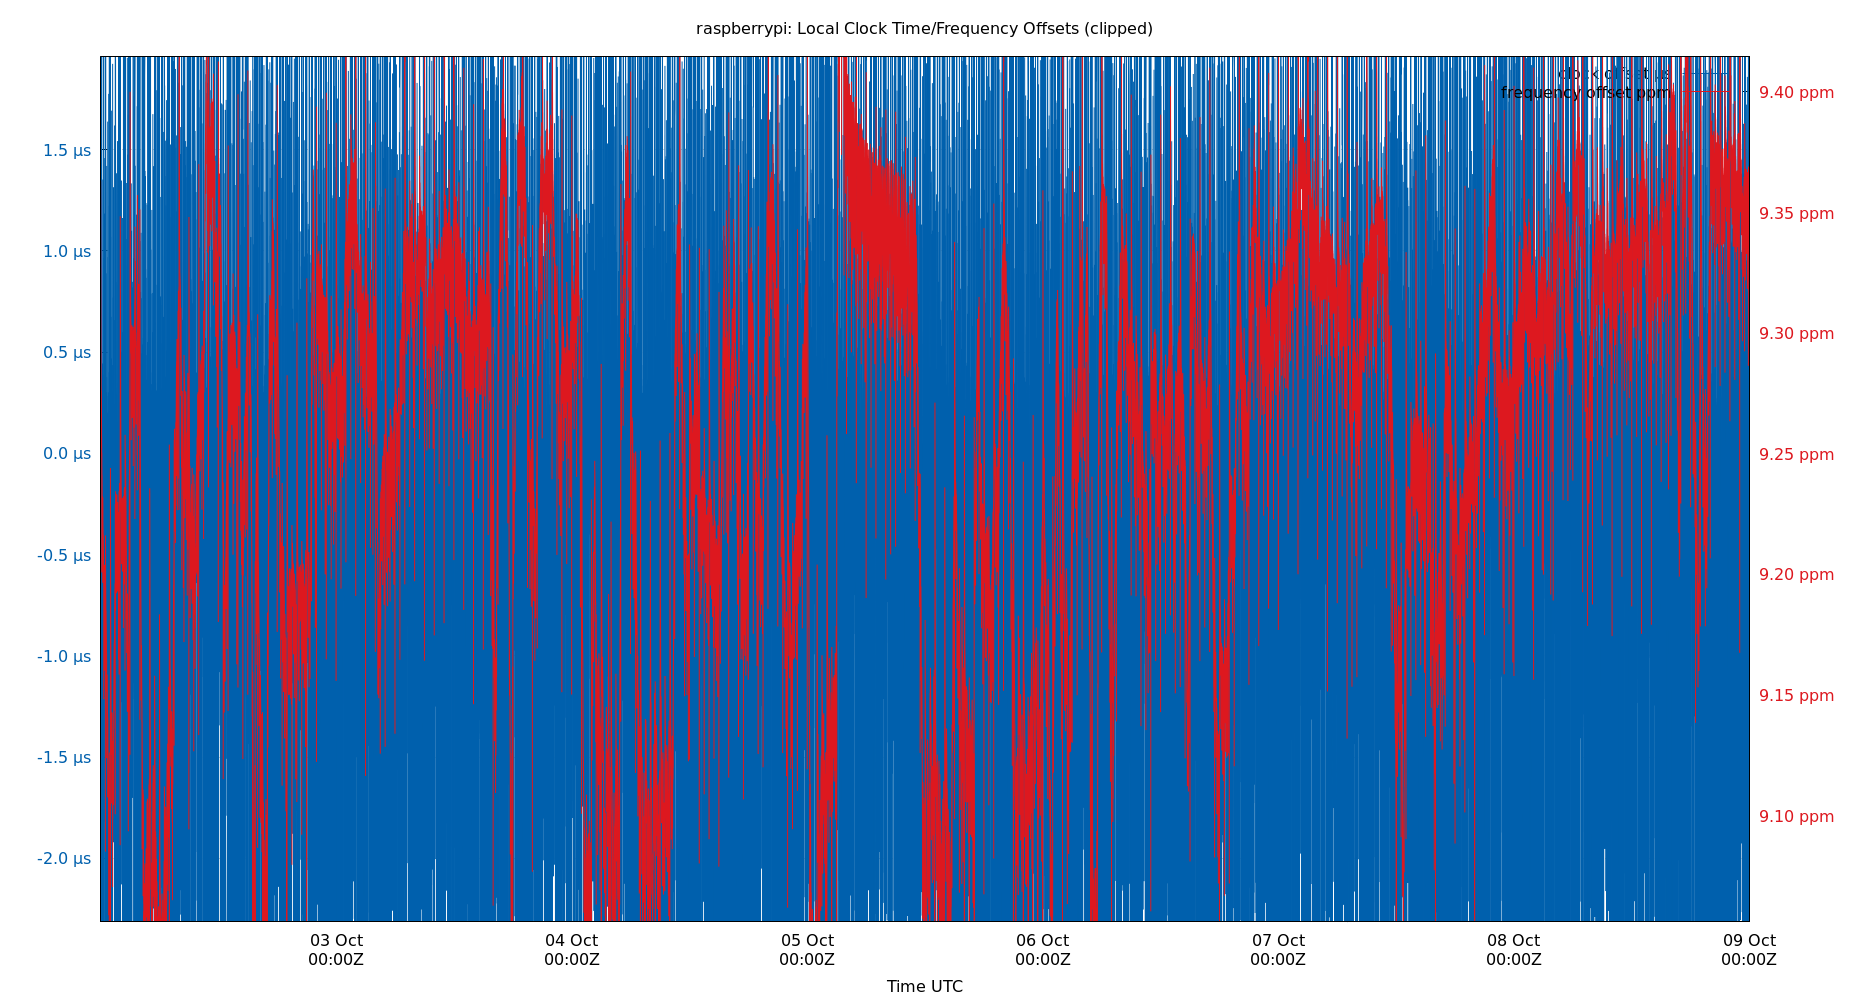 raspberrypi: Local Clock Time/Frequency Offsets (clipped)
clock offset µs
frequency offset ppm
1.5 µs
1.0 µs
0.5 µs
0.0 µs
-0.5 µs
-1.0 µs
-1.5 µs
-2.0 µs
9.40 ppm
9.35 ppm
9.30 ppm
9.25 ppm
9.20 ppm
9.15 ppm
9.10 ppm
03 Oct 04 Oct 05 Oct 06 Oct 07 Oct 08 Oct 09 Oct
00:00Z 00:00Z 00:00Z 00:00Z 00:00Z 00:00Z 00:00Z
Time UTC